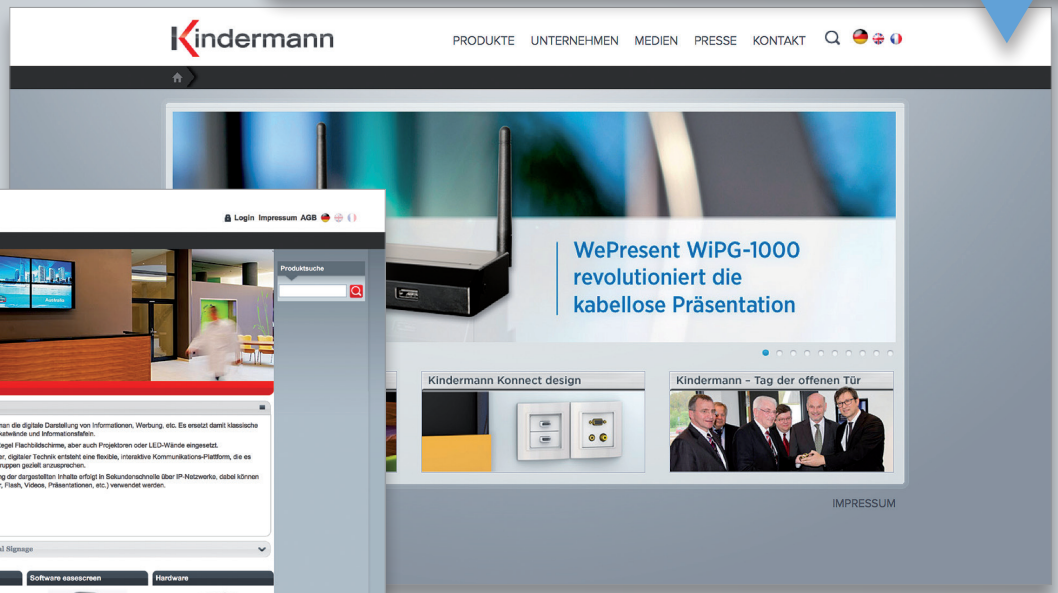 Kindermann
PRODUKTE UNTERNEHMEN MEDIEN PRESSE KONTAKT
WePresent WiPG-1000
revolutioniert die
kabellose Präsentation
Kindermann Konnect design
Kindermann – Tag der offenen Tür
IMPRESSUM
Login Impressum AGB
Produktsuche
Australia
man die digitale Darstellung von Informationen, Werbung, etc. Es ersetzt damit klassische
und Informationstafeln.
Flachbildschirme, aber auch Projektoren oder LED-Wände eingesetzt.
digitaler Technik entsteht eine flexible, interaktive Kommunikations-Plattform, die es
gezielt anzusprechen.
der dargestellten Inhalte erfolgt in Sekundenschnelle über IP-Netzwerke, dabei können
Flash, Videos, Präsentationen, etc.) verwendet werden.
Signage
Software easescreen
Hardware